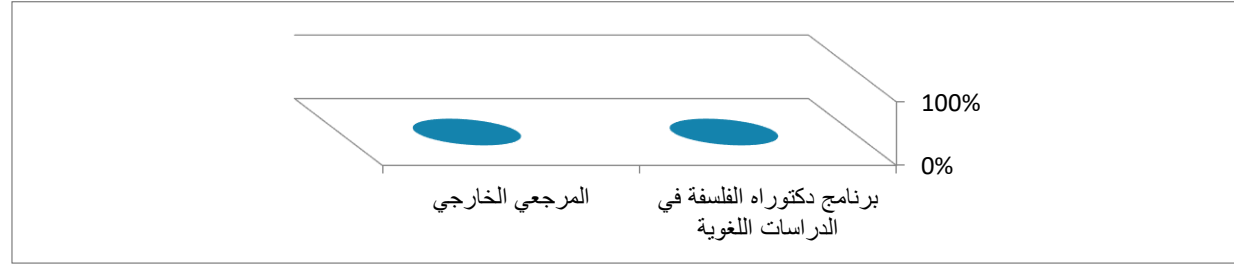 100%
0%
برنامج دكتوراه الفلسفة في
الدراسات اللغوية
المرجعي الخارجي